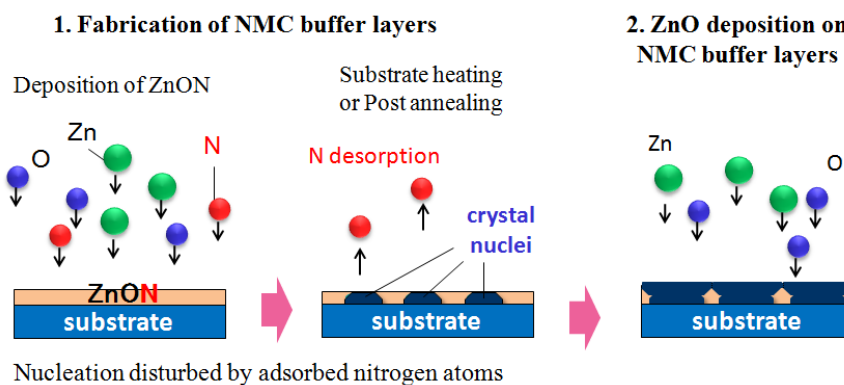 1. Fabrication of NMC buffer layers
2. ZnO deposition on
NMC buffer layers
Deposition of ZnON
Substrate heating
or Post annealing
Zn
O
N
N desorption
crystal
nuclei
Zn
O
ZnON
substrate
substrate
substrate
Nucleation disturbed by adsorbed nitrogen atoms